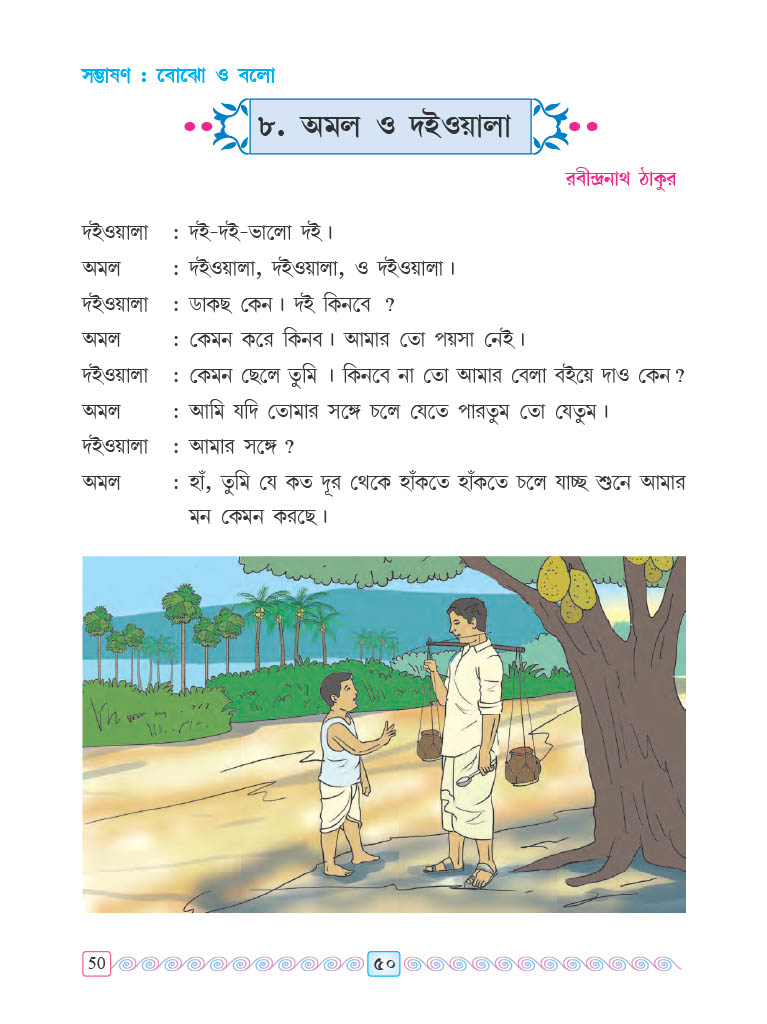 সম্ভাষণ : বোঝো ও বলো
৮. অমল ও দইওয়ালা
রবীন্দ্রনাথ ঠাকুর
দইওয়ালা : দই-দই-ভালো দই।
অমল : দইওয়ালা, দইওয়ালা, ও দইওয়ালা।
দইওয়ালা : ডাকছ কেন। দই কিনবে ?
অমল : কেমন করে কিনব। আমার তো পয়সা নেই।
দইওয়ালা : কেমন ছেলে তুমি । কিনবে না তো আমার বেলা বইয়ে দাও কেন?
অমল : আমি যদি তোমার সঙ্গে চলে যেতে পারতুম তো যেতুম।
দইওয়ালা : আমার সঙ্গে ?
অমল : হাঁ, তুমি যে কত দূর থেকে হাঁকতে হাঁকতে চলে যাচ্ছ শুনে আমার
মন কেমন করছে।
50 ৫০